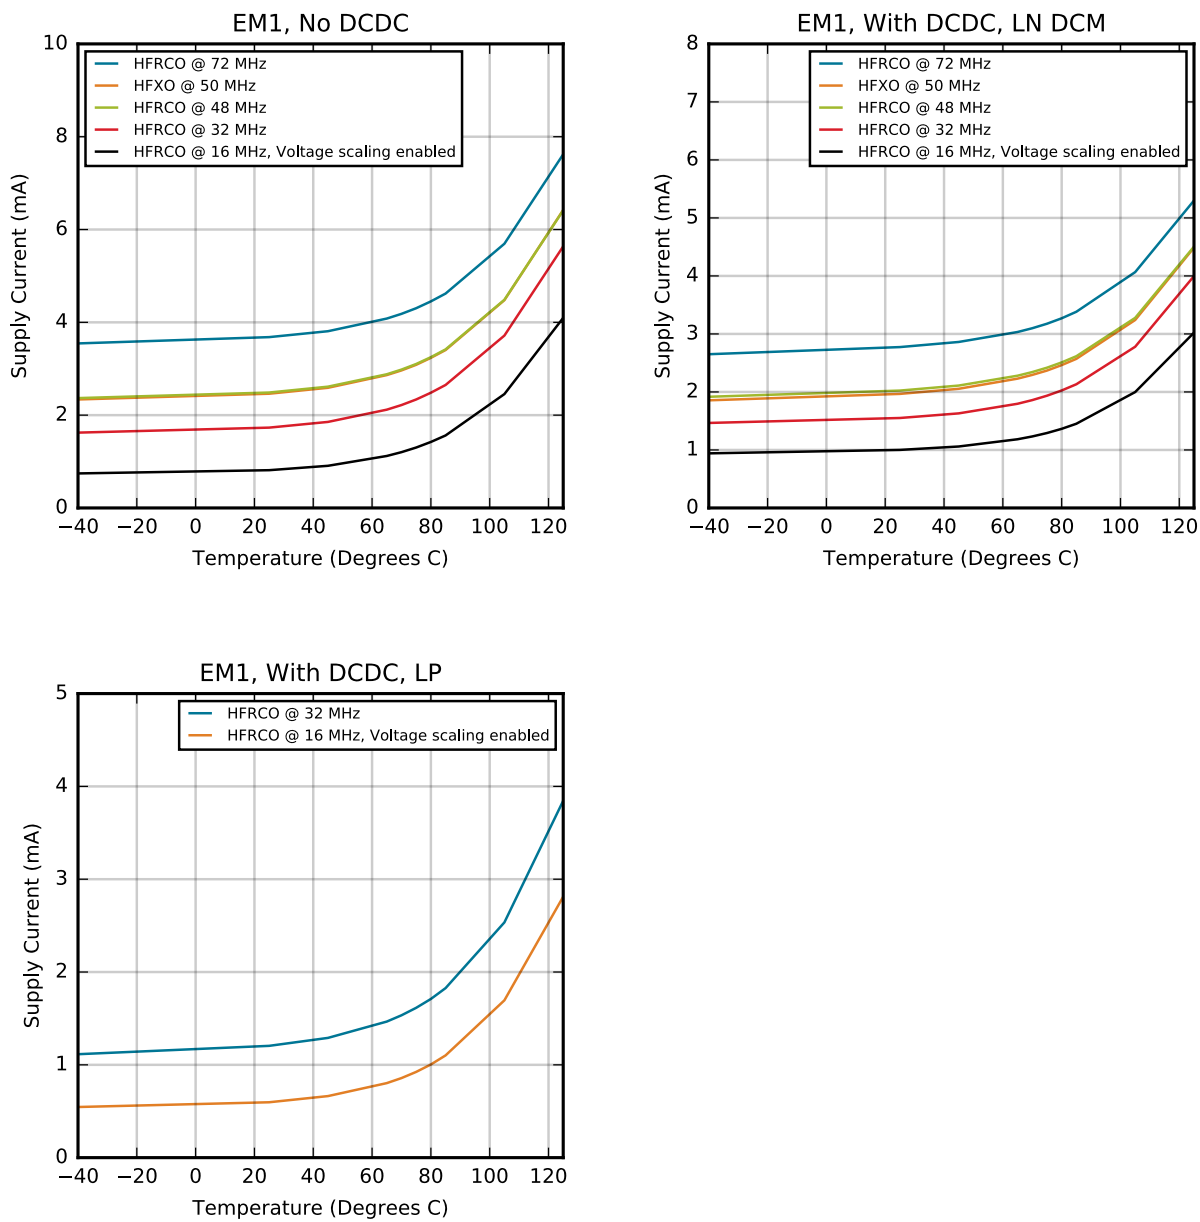 EM1, No DCDC
10
8
6
4
2
0
Supply Current (mA)
HFRCO @ 72 MHz
HFXO @ 50 MHz
HFRCO @ 48 MHz
HFRCO @ 32 MHz
HFRCO @ 16 MHz, Voltage scaling enabled
−40 −20 0 20 40 60 80 100 120
Temperature (Degrees C)
EM1, With DCDC, LN DCM
8
7
6
5
4
3
2
1
0
Supply Current (mA)
HFRCO @ 72 MHz
HFXO @ 50 MHz
HFRCO @ 48 MHz
HFRCO @ 32 MHz
HFRCO @ 16 MHz, Voltage scaling enabled
−40 −20 0 20 40 60 80 100 120
Temperature (Degrees C)
EM1, With DCDC, LP
5
4
3
2
1
0
Supply Current (mA)
HFRCO @ 32 MHz
HFRCO @ 16 MHz, Voltage scaling enabled
−40 −20 0 20 40 60 80 100 120
Temperature (Degrees C)